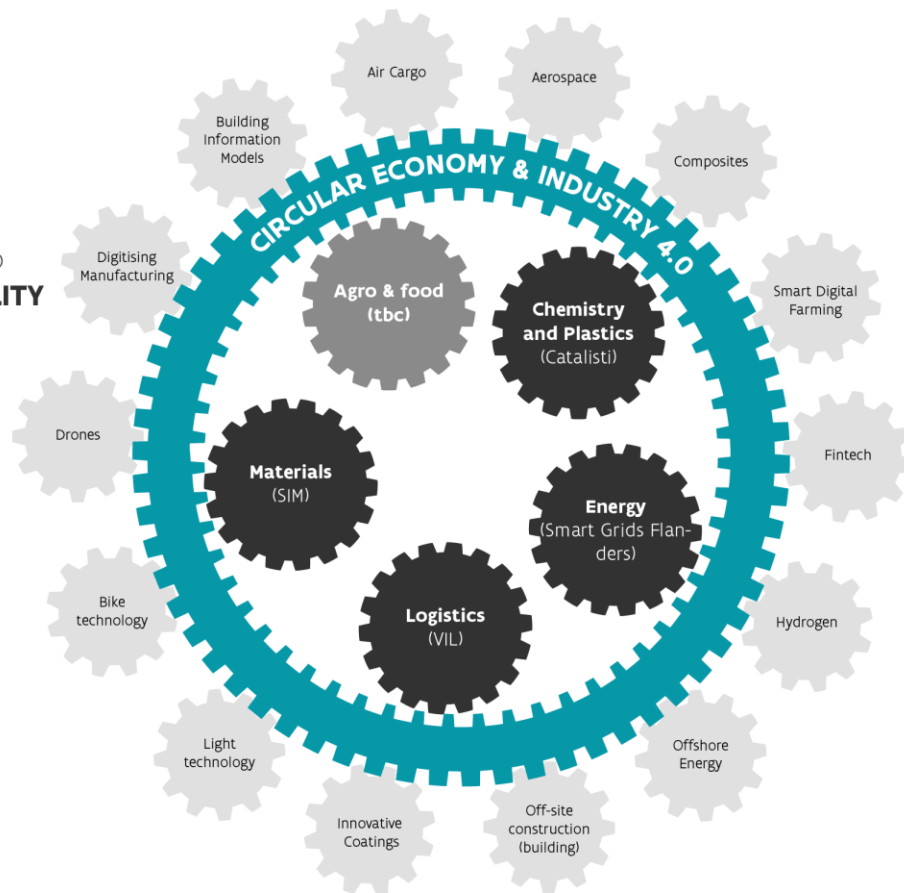 Air Cargo
Aerospace
Building
Information
Models
Composites
CIRCULAR ECONOMY & INDUSTRY 4.0
Digitising
Manufacturing
)
LITY
Agro & food
(tbc)
Chemistry
and Plastics
(Catalisti)
Smart Digital
Farming
Drones
Fintech
Materials
(SIM)
Energy
(Smart Grids Flan-
ders)
Bike
technology
Logistics
(VIL)
Hydrogen
Light
technology
Offshore
Energy
Innovative
Coatings
Off-site
construction
(building)